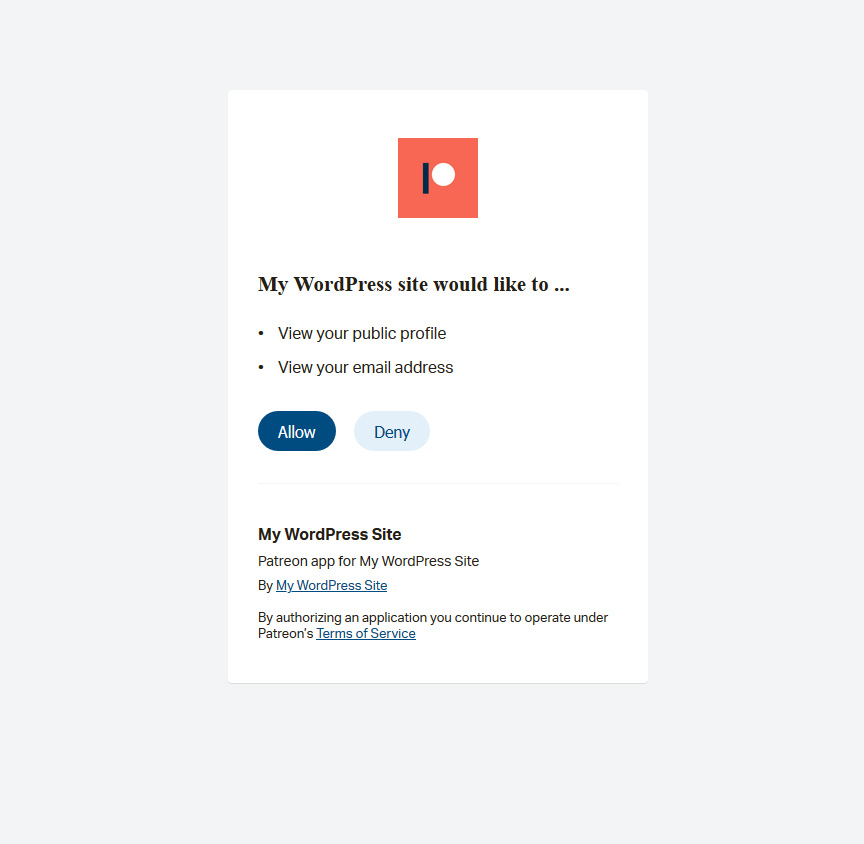 My WordPress site would like to ...
• View your public profile
• View your email address
Allow Deny
My WordPress Site
Patreon app for My WordPress Site
By My WordPress Site
By authorizing an application you continue to operate under
Patreon’s Terms of Service